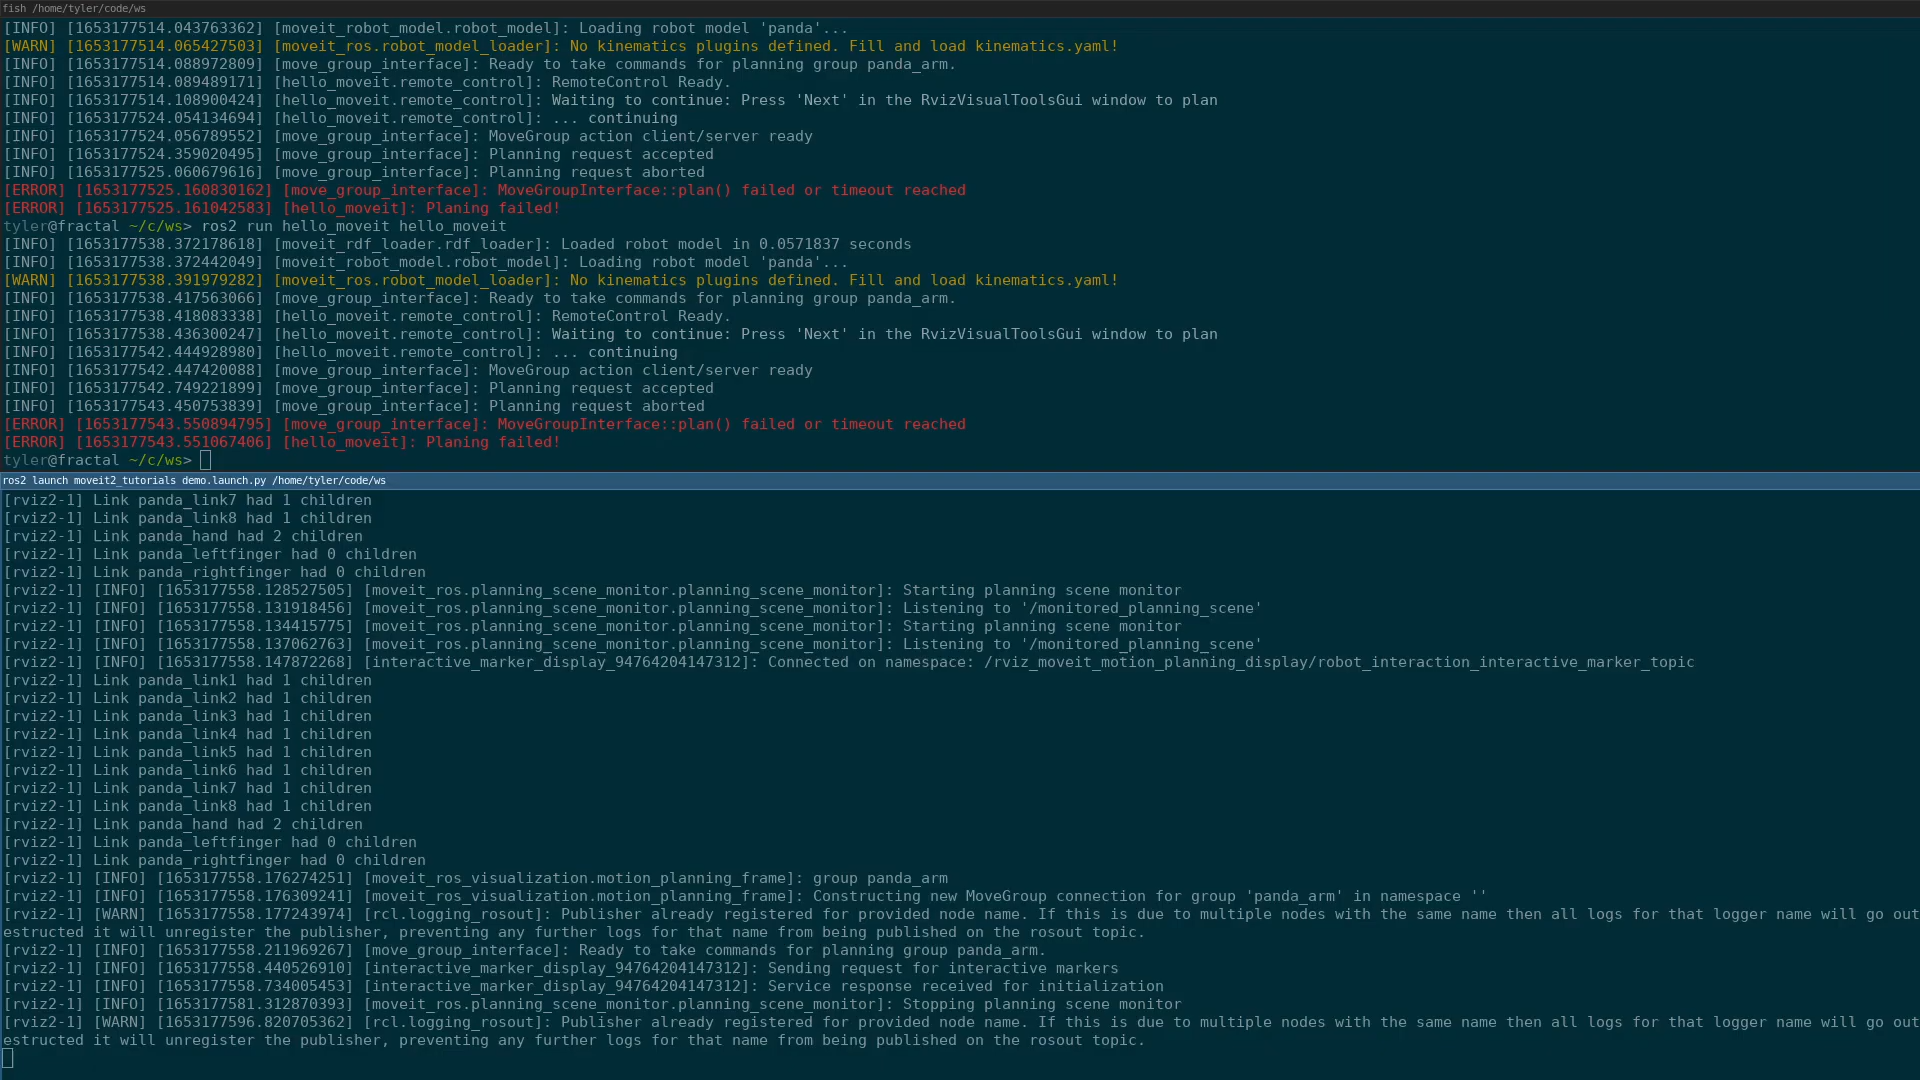 fish /home/tyler/code/ws
[INFO] [1653177514.043763362] [moveit_robot_model.robot_model]: Loading robot model 'panda'...
[WARN] [1653177514.065427503] [moveit_ros.robot_model_loader]: No kinematics plugins defined. Fill and load kinematics.yaml!
[INFO] [1653177514.088972809] [move_group_interface]: Ready to take commands for planning group panda_arm.
[INFO] [1653177514.089489171] [hello_moveit.remote_control]: RemoteControl Ready.
[INFO] [1653177514.108900424] [hello_moveit.remote_control]: Waiting to continue: Press 'Next' in the RvizVisualToolsGui window to plan
[INFO] [1653177524.054134694] [hello_moveit.remote_control]: ... continuing
[INFO] [1653177524.056789552] [move_group_interface]: MoveGroup action client/server ready
[INFO] [1653177524.359020495] [move_group_interface]: Planning request accepted
[INFO] [1653177525.060679616] [move_group_interface]: Planning request aborted
[ERROR] [1653177525.160830162] [move_group_interface]: MoveGroupInterface::plan() failed or timeout reached
[ERROR] [1653177525.161042583] [hello_moveit]: Planing failed!
tyler@fractal ~/c/ws> ros2 run hello_moveit hello_moveit
[INFO] [1653177538.372178618] [moveit_rdf_loader.rdf_loader]: Loaded robot model in 0.0571837 seconds
[INFO] [1653177538.372442049] [moveit_robot_model.robot_model]: Loading robot model 'panda'...
[WARN] [1653177538.391979282] [moveit_ros.robot_model_loader]: No kinematics plugins defined. Fill and load kinematics.yaml!
[INFO] [1653177538.417563066] [move_group_interface]: Ready to take commands for planning group panda_arm.
[INFO] [1653177538.418083338] [hello_moveit.remote_control]: RemoteControl Ready.
[INFO] [1653177538.436300247] [hello_moveit.remote_control]: Waiting to continue: Press 'Next' in the RvizVisualToolsGui window to plan
[INFO] [1653177542.444928980] [hello_moveit.remote_control]: ... continuing
[INFO] [1653177542.447420088] [move_group_interface]: MoveGroup action client/server ready
[INFO] [1653177542.749221899] [move_group_interface]: Planning request accepted
[INFO] [1653177543.450753839] [move_group_interface]: Planning request aborted
[ERROR] [1653177543.550894795] [move_group_interface]: MoveGroupInterface::plan() failed or timeout reached
[ERROR] [1653177543.551067406] [hello_moveit]: Planing failed!
tyler@fractal ~/c/ws>
ros2 launch moveit2_tutorials demo.launch.py /home/tyler/code/ws
[rviz2-1] Link panda_link7 had 1 children
[rviz2-1] Link panda_link8 had 1 children
[rviz2-1] Link panda_hand had 2 children
[rviz2-1] Link panda_leftfinger had 0 children
[rviz2-1] Link panda_rightfinger had 0 children
[rviz2-1] [INFO] [1653177558.128527505] [moveit_ros.planning_scene_monitor.planning_scene_monitor]: Starting planning scene monitor
[rviz2-1] [INFO] [1653177558.131918456] [moveit_ros.planning_scene_monitor.planning_scene_monitor]: Listening to '/monitored_planning_scene'
[rviz2-1] [INFO] [1653177558.134415775] [moveit_ros.planning_scene_monitor.planning_scene_monitor]: Starting planning scene monitor
[rviz2-1] [INFO] [1653177558.137062763] [moveit_ros.planning_scene_monitor.planning_scene_monitor]: Listening to '/monitored_planning_scene'
[rviz2-1] [INFO] [1653177558.147872268] [interactive_marker_display_94764204147312]: Connected on namespace: /rviz_moveit_motion_planning_display/robot_interaction_interactive_marker_topic
[rviz2-1] Link panda_link1 had 1 children
[rviz2-1] Link panda_link2 had 1 children
[rviz2-1] Link panda_link3 had 1 children
[rviz2-1] Link panda_link4 had 1 children
[rviz2-1] Link panda_link5 had 1 children
[rviz2-1] Link panda_link6 had 1 children
[rviz2-1] Link panda_link7 had 1 children
[rviz2-1] Link panda_link8 had 1 children
[rviz2-1] Link panda_hand had 2 children
[rviz2-1] Link panda_leftfinger had 0 children
[rviz2-1] Link panda_rightfinger had 0 children
[rviz2-1] [INFO] [1653177558.176274251] [moveit_ros_visualization.motion_planning_frame]: group panda_arm
[rviz2-1] [INFO] [1653177558.176309241] [moveit_ros_visualization.motion_planning_frame]: Constructing new MoveGroup connection for group 'panda_arm' in namespace ''
[rviz2-1] [WARN] [1653177558.177243974] [rcl.logging_rosout]: Publisher already registered for provided node name. If this is due to multiple nodes with the same name then all logs for that logger name will go out
estructed it will unregister the publisher, preventing any further logs for that name from being published on the rosout topic.
[rviz2-1] [INFO] [1653177558.211969267] [move_group_interface]: Ready to take commands for planning group panda_arm.
[rviz2-1] [INFO] [1653177558.440526910] [interactive_marker_display_94764204147312]: Sending request for interactive markers
[rviz2-1] [INFO] [1653177558.734005453] [interactive_marker_display_94764204147312]: Service response received for initialization
[rviz2-1] [INFO] [1653177581.312870393] [moveit_ros.planning_scene_monitor.planning_scene_monitor]: Stopping planning scene monitor
[rviz2-1] [WARN] [1653177596.820705362] [rcl.logging_rosout]: Publisher already registered for provided node name. If this is due to multiple nodes with the same name then all logs for that logger name will go out
estructed it will unregister the publisher, preventing any further logs for that name from being published on the rosout topic.